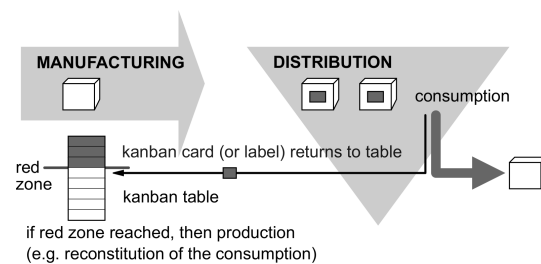 MANUFACTURING
DISTRIBUTION
consumption
kanban card (or label) returns to table
red
zone
kanban table
if red zone reached, then production
(e.g. reconstitution of the consumption)